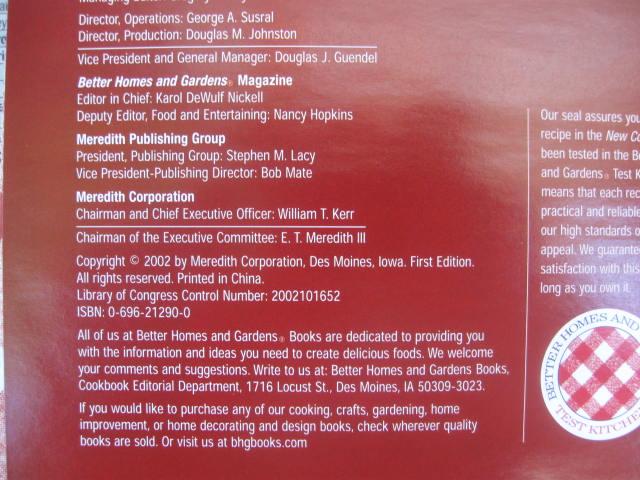 Director, Operations: George A. Susral
Director, Production: Douglas M. Johnston
Vice President and General Manager: Douglas J. Guendel
Better Homes and Gardens® Magazine
Editor in Chief: Karol DeWulf Nickell
Deputy Editor, Food and Entertaining: Nancy Hopkins
Meredith Publishing Group
President, Publishing Group: Stephen M. Lacy
Vice President-Publishing Director: Bob Mate
Meredith Corporation
Chairman and Chief Executive Officer: William T. Kerr
Chairman of the Executive Committee: E. T. Meredith III
Copyright © 2002 by Meredith Corporation, Des Moines, Iowa. First Edition.
All rights reserved. Printed in China.
Library of Congress Control Number: 2002101652
ISBN: 0-696-21290-0
All of us at Better Homes and Gardens® Books are dedicated to providing you
with the information and ideas you need to create delicious foods. We welcome
your comments and suggestions. Write to us at: Better Homes and Gardens Books,
Cookbook Editorial Department, 1716 Locust St., Des Moines, IA 50309-3023.
If you would like to purchase any of our cooking, crafts, gardening, home
improvement, or home decorating and design books, check wherever quality
books are sold. Or visit us at bhgbooks.com
Our seal assures you
recipe in the New Co
been tested in the Be
and Gardens® Test K
means that each rec
practical and reliable
our high standards o
appeal. We guarante
satisfaction with this
long as you own it.
BETTER HOMES AND
TEST KITCHE